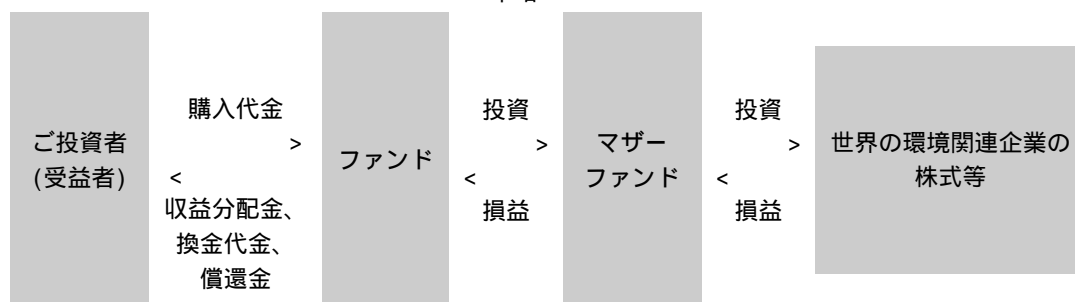 ご投資者
(受益者)
購入代金
>
<
収益分配金、
換金代金、
償還金
ファンド
投資
>
<
損益
マザー
ファンド
投資
>
<
損益
世界の環境関連企業の
株式等